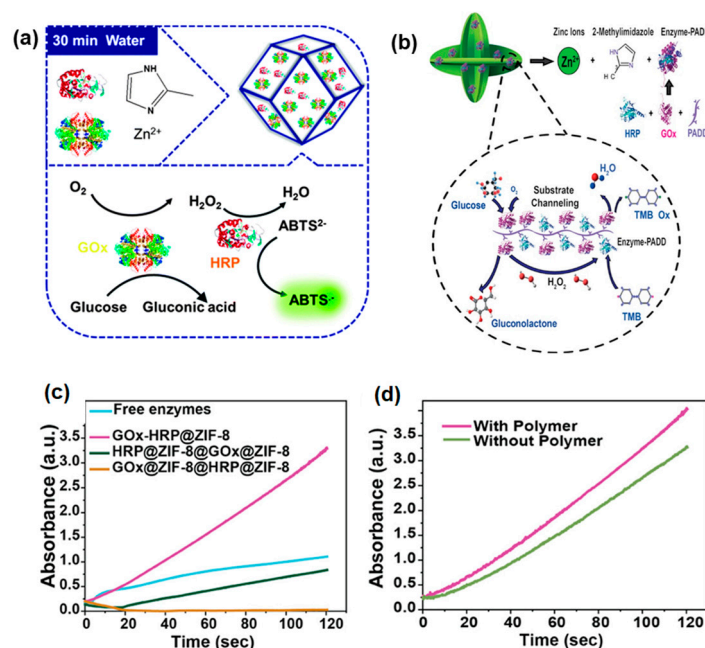 (a)
30 min Water
NH
N
Zn²⁺
O₂
H₂O₂
H₂O
ABTS²⁻
GOx
HRP
Glucose
Gluconic acid
ABTS·⁻
(b)
Zinc Ions
2-Methylimidazole
Enzyme-PADD
Zn²⁺
+
+
NH
N
H
C
HRP
+
GOx
+
PADD
Glucose
O₂
Substrate
Channeling
H₂O
TMB Ox
Enzyme-PADD
H₂O₂
Gluconolactone
TMB
(c)
Free enzymes
GOx-HRP@ZIF-8
HRP@ZIF-8@GOx@ZIF-8
GOx@ZIF-8@HRP@ZIF-8
Absorbance (a.u.)
3.5
3.0
2.5
2.0
1.5
1.0
0.5
0.0
0 20 40 60 80 100 120
Time (sec)
(d)
With Polymer
Without Polymer
Absorbance (a.u.)
3.5
3.0
2.5
2.0
1.5
1.0
0.5
0.0
0 20 40 60 80 100 120
Time (sec)